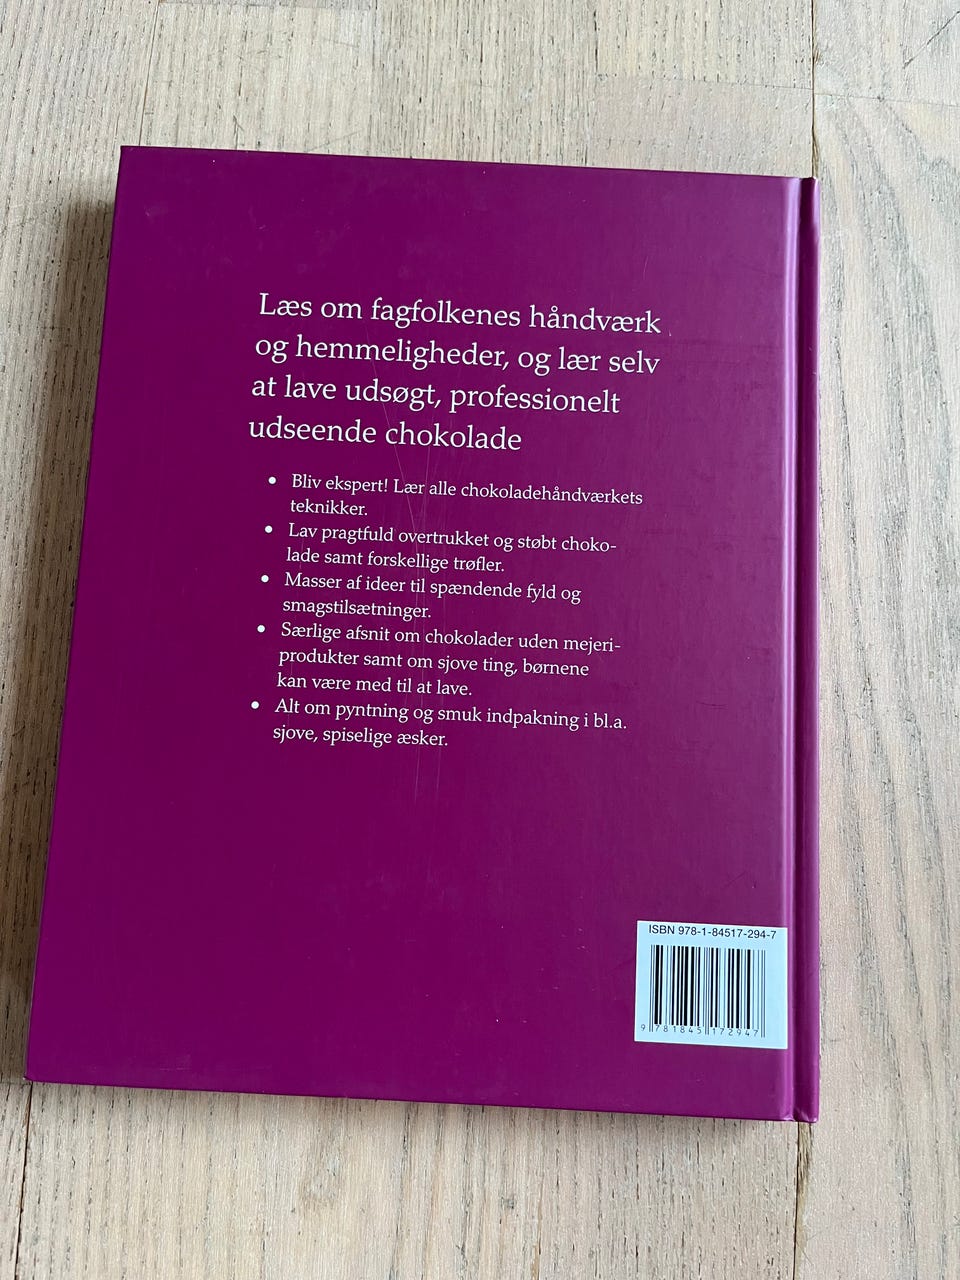 Læs om fagfolkenes håndværk
og hemmeligheder, og lær selv
at lave udsøgt, professionelt
udseende chokolade
• Bliv ekspert! Lær alle chokoladehåndværkets
teknikker.
• Lav pragtfuld overtrukket og støbt choko-
lade samt forskellige trøfler.
• Masser af ideer til spændende fyld og
smagstilsætninger.
• Særlige afsnit om chokolader uden mejeri-
produkter samt om sjove ting, børnene
kan være med til at lave.
• Alt om pyntning og smuk indpakning i bl.a.
sjove, spiselige æsker.
ISBN 978-1-84517-294-7
9 781845 172947